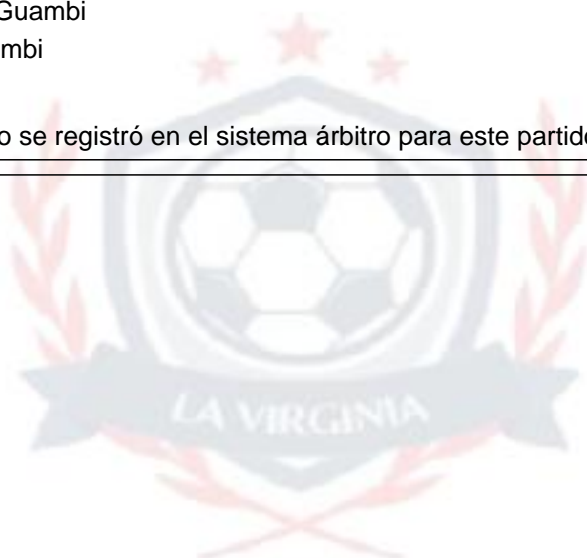 Guambi
mbi
o se registró en el sistema árbitro para este partid
LA VIRGINIA